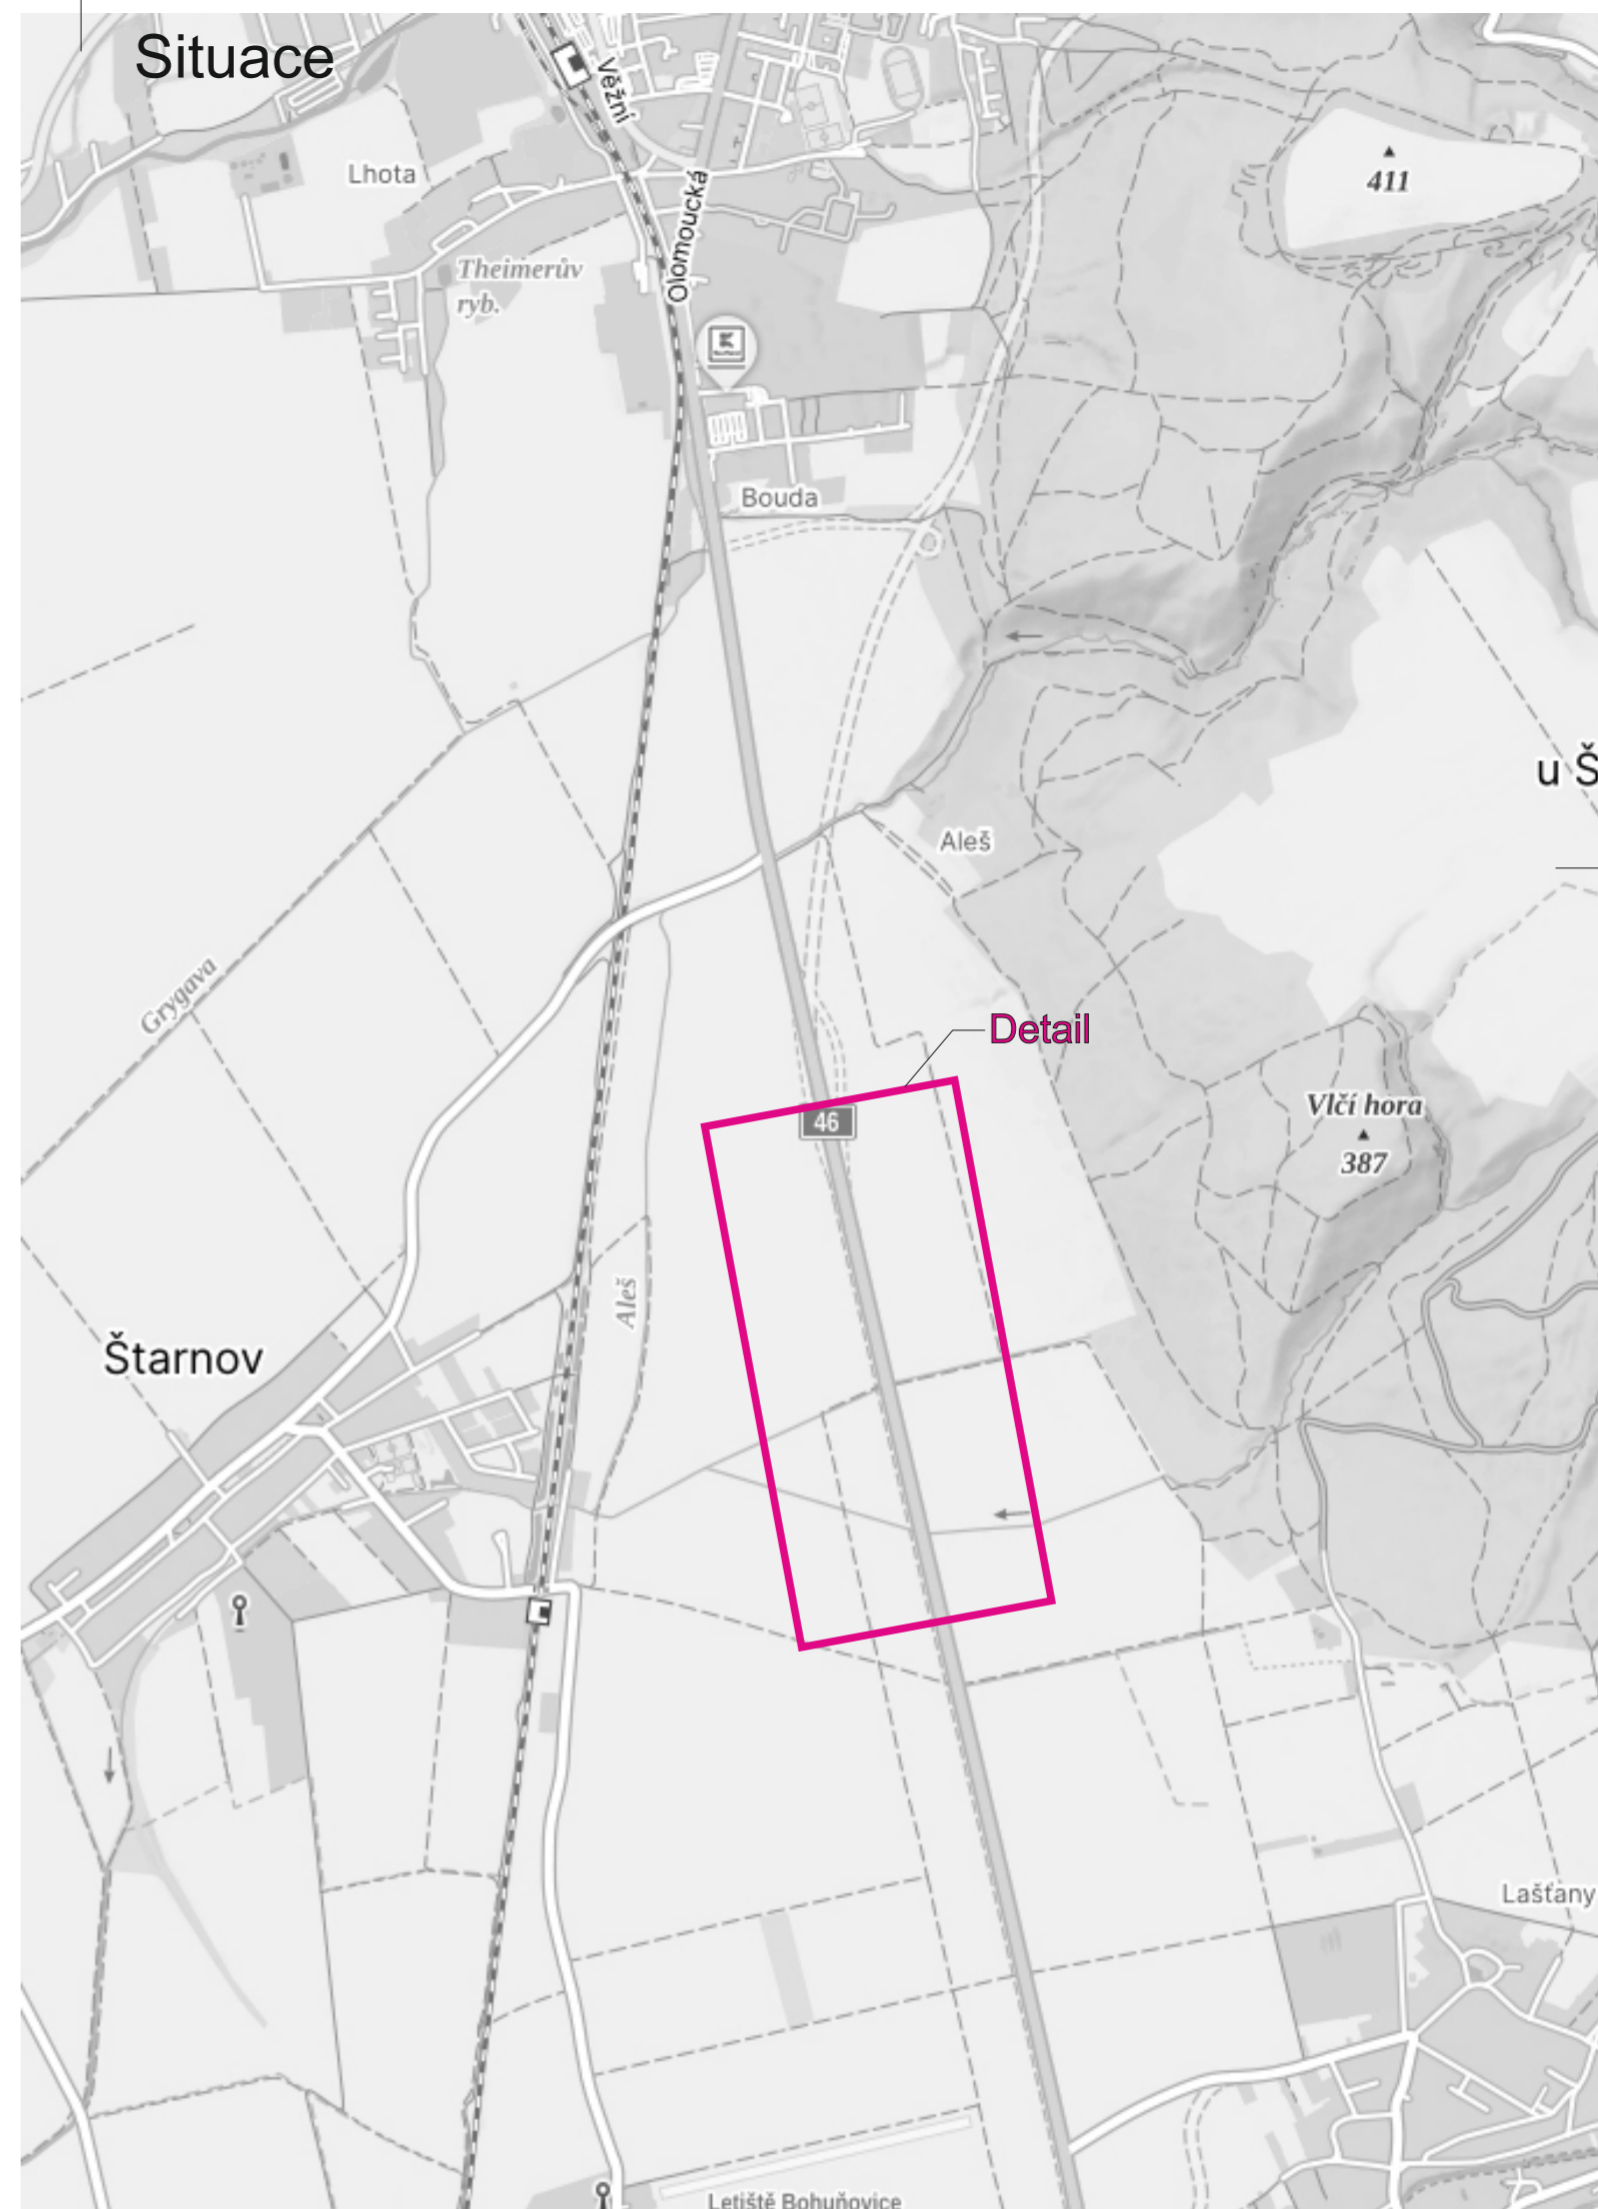 Situace
Věžní
Lhota
411
Olomoucká
Theimerův
ryb.
K
Bouda
u Š
Aleš
Grygava
Detail
46
Vlčí hora
387
Aleš
Štarnov
Lašťany
Letiště Bohuňovice